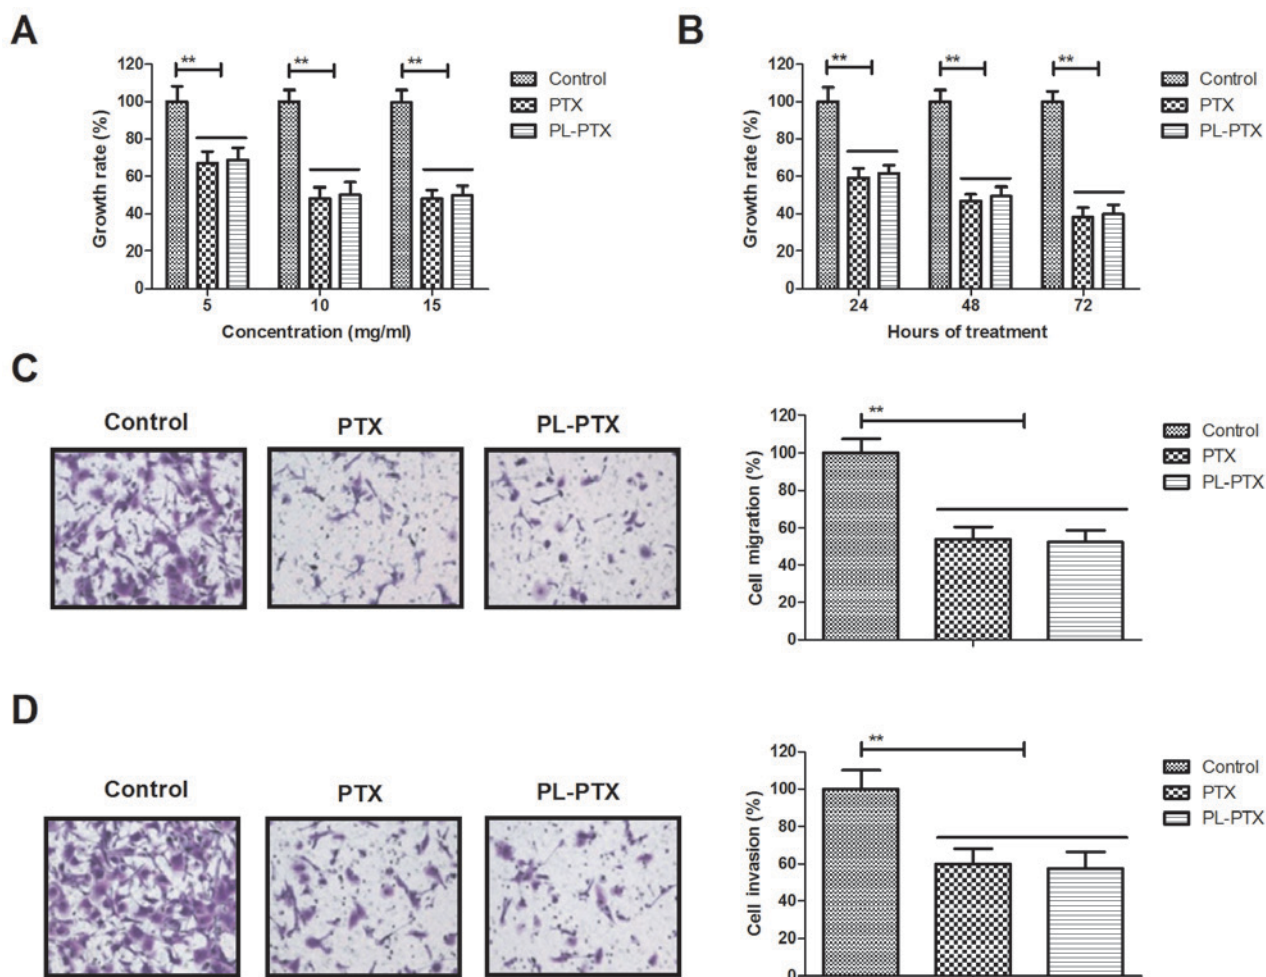 A
120
100
80
60
40
20
0
Growth rate (%)
**
**
**
5
10
15
Concentration (mg/ml)
Control
PTX
PL-PTX
B
120
100
80
60
40
20
0
Growth rate (%)
**
**
**
24
48
72
Hours of treatment
Control
PTX
PL-PTX
C
Control
PTX
PL-PTX
120
100
80
60
40
20
0
Cell migration (%)
**
Control
PTX
PL-PTX
D
Control
PTX
PL-PTX
120
100
80
60
40
20
0
Cell invasion (%)
**
Control
PTX
PL-PTX